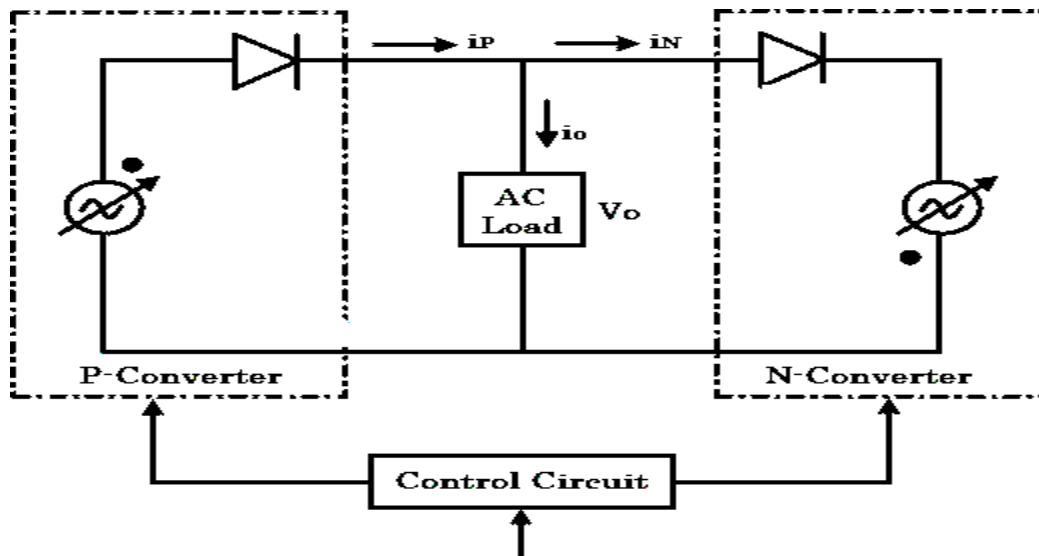 iP
iN
io
AC
Load
Vo
P-Converter
N-Converter
Control Circuit